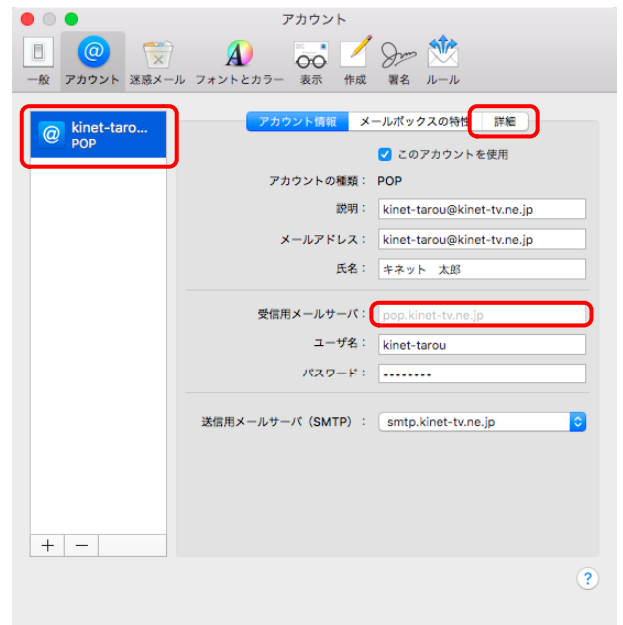 アカウント
一般 アカウント 迷惑メール フォントとカラー 表示 作成 署名 ルール
kinet-taro...
POP
アカウント情報 メールボックスの特性 詳細
このアカウントを使用
アカウントの種類： POP
説明： kinet-tarou@kinet-tv.ne.jp
メールアドレス： kinet-tarou@kinet-tv.ne.jp
氏名： キネット　太郎
受信用メールサーバ： pop.kinet-tv.ne.jp
ユーザ名： kinet-tarou
パスワード： ••••••••
送信用メールサーバ（SMTP）： smtp.kinet-tv.ne.jp
+ −
?